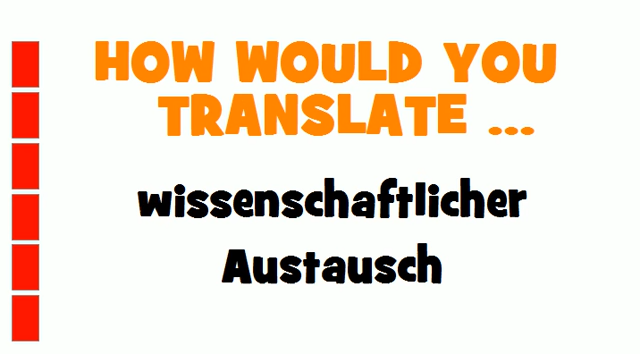 HOW WOULD YOU
TRANSLATE ...
wissenschaftlicher
Austausch